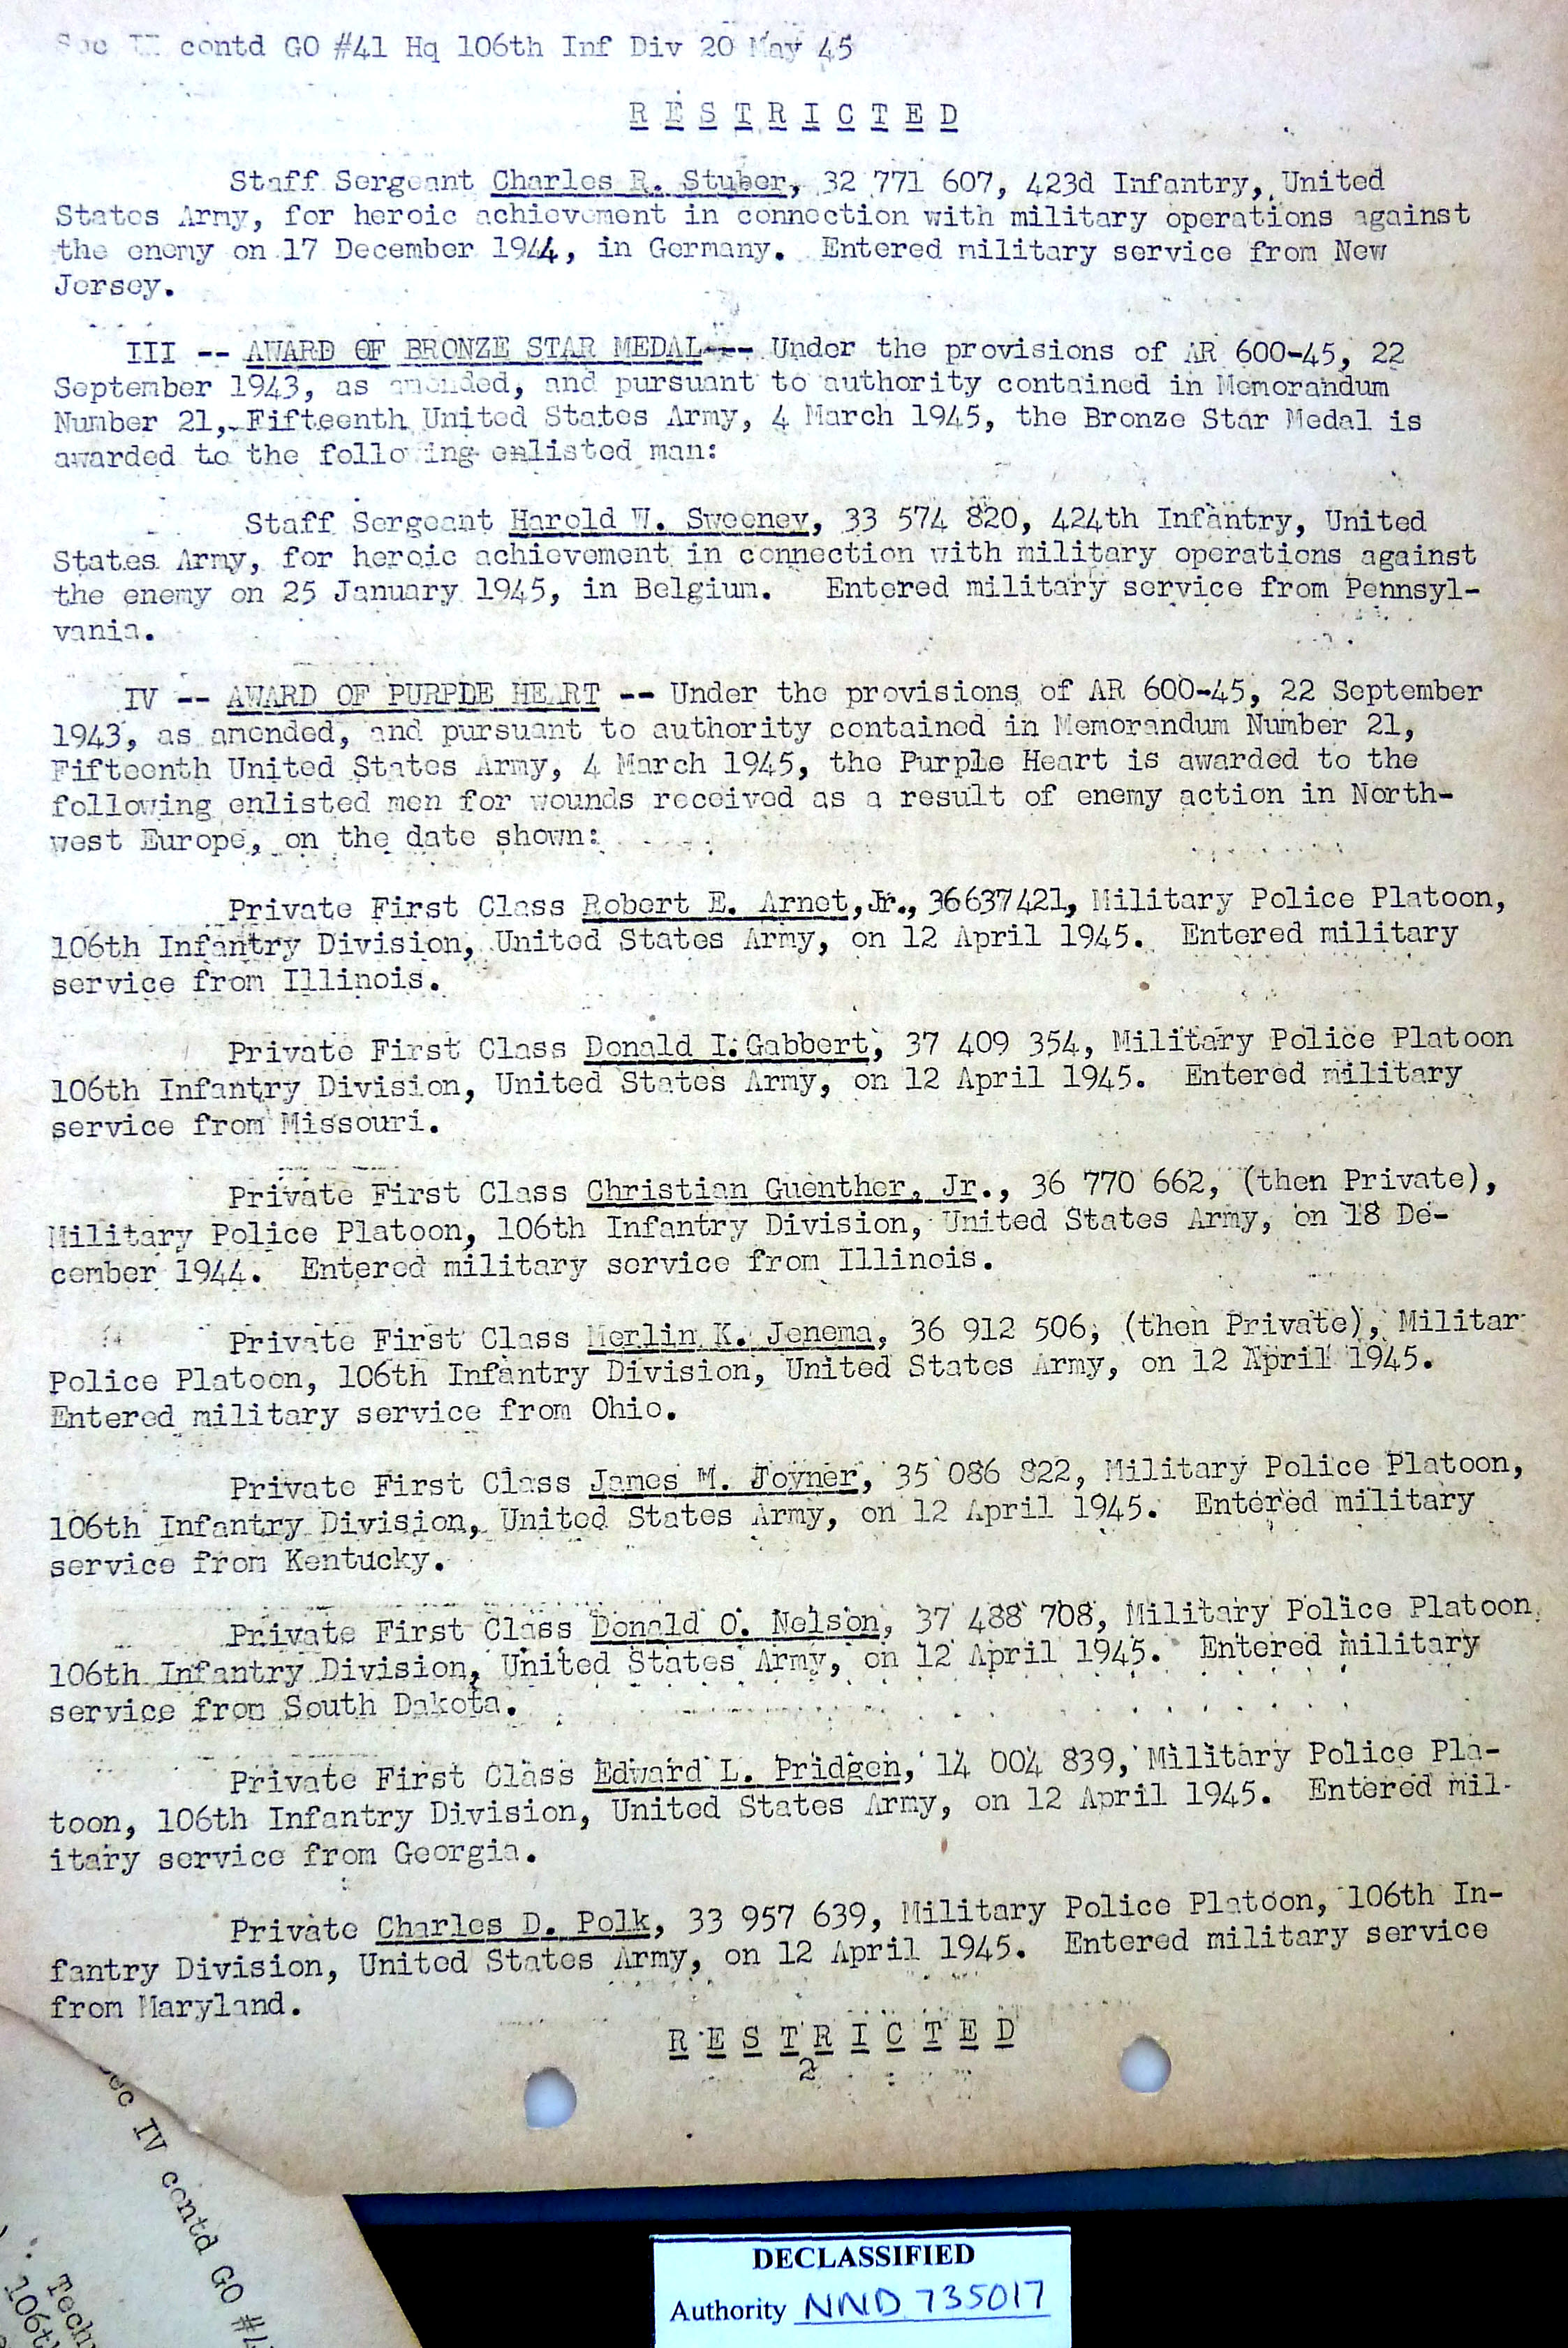 Sec II contd GO #41 Hq 106th Inf Div 20 May 45
R E S T R I C T E D
Staff Sergeant Charles R. Stuber, 32 771 607, 423d Infantry, United
States Army, for heroic achievement in connection with military operations against
the enemy on 17 December 1944, in Germany. Entered military service from New
Jersey.
III -- AWARD OF BRONZE STAR MEDAL--- Under the provisions of AR 600-45, 22
September 1943, as amended, and pursuant to authority contained in Memorandum
Number 21, Fifteenth United States Army, 4 March 1945, the Bronze Star Medal is
awarded to the following enlisted man:
Staff Sergeant Harold W. Sweeney, 33 574 820, 424th Infantry, United
States Army, for heroic achievement in connection with military operations against
the enemy on 25 January 1945, in Belgium. Entered military service from Pennsyl-
vania.
IV -- AWARD OF PURPLE HEART -- Under the provisions of AR 600-45, 22 September
1943, as amended, and pursuant to authority contained in Memorandum Number 21,
Fifteenth United States Army, 4 March 1945, the Purple Heart is awarded to the
following enlisted men for wounds received as a result of enemy action in North-
west Europe, on the date shown:
Private First Class Robert E. Arnet,Jr., 36637421, Military Police Platoon,
106th Infantry Division, United States Army, on 12 April 1945. Entered military
service from Illinois.
Private First Class Donald I. Gabbert, 37 409 354, Military Police Platoon
106th Infantry Division, United States Army, on 12 April 1945. Entered military
service from Missouri.
Private First Class Christian Guenther, Jr., 36 770 662, (then Private),
Military Police Platoon, 106th Infantry Division, United States Army, on 18 De-
cember 1944. Entered military service from Illinois.
Private First Class Merlin K. Jenema, 36 912 506, (then Private), Militar
Police Platoon, 106th Infantry Division, United States Army, on 12 April 1945.
Entered military service from Ohio.
Private First Class James M. Joyner, 35 086 822, Military Police Platoon,
106th Infantry Division, United States Army, on 12 April 1945. Entered military
service from Kentucky.
Private First Class Donald O. Nelson, 37 488 708, Military Police Platoon,
106th Infantry Division, United States Army, on 12 April 1945. Entered military
service from South Dakota.
Private First Class Edward L. Pridgen, 14 004 839, Military Police Pla-
toon, 106th Infantry Division, United States Army, on 12 April 1945. Entered mil-
itary service from Georgia.
Private Charles D. Polk, 33 957 639, Military Police Platoon, 106th In-
fantry Division, United States Army, on 12 April 1945. Entered military service
from Maryland.
R E S T R I C T E D
2
Sec IV contd GO #4
Tech
106th
DECLASSIFIED
Authority NND 735017